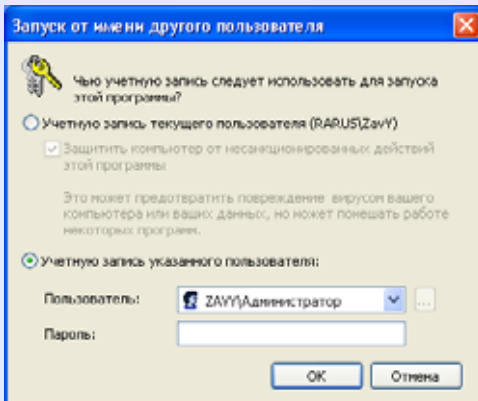 Запуск от имени другого пользователя
Чью учетную запись следует использовать для запуска
этой программы?
Учетную запись текущего пользователя (RARUS\ZavY)
Защитить компьютер от несанкционированных действий
этой программы
Это может предотвратить повреждение вирусом вашего
компьютера или ваших данных, но может помешать работе
некоторых программ.
Учетную запись указанного пользователя:
Пользователь:
ZAVY\Администратор
...
Пароль:
ОК
Отмена